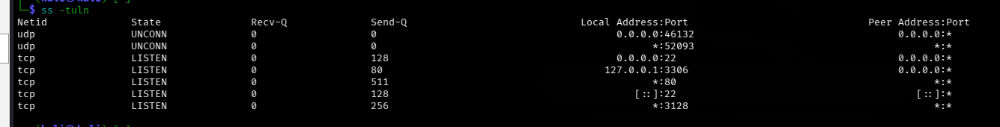 └─$ ss -tuln
Netid State Recv-Q Send-Q Local Address:Port Peer Address:Port
udp UNCONN 0 0 0.0.0.0:46132 0.0.0.0:*
udp UNCONN 0 0 *:52093 *:*
tcp LISTEN 0 128 0.0.0.0:22 0.0.0.0:*
tcp LISTEN 0 80 127.0.0.1:3306 0.0.0.0:*
tcp LISTEN 0 511 *:80 *:*
tcp LISTEN 0 128 [::]:22 [::]:*
tcp LISTEN 0 256 *:3128 *:*